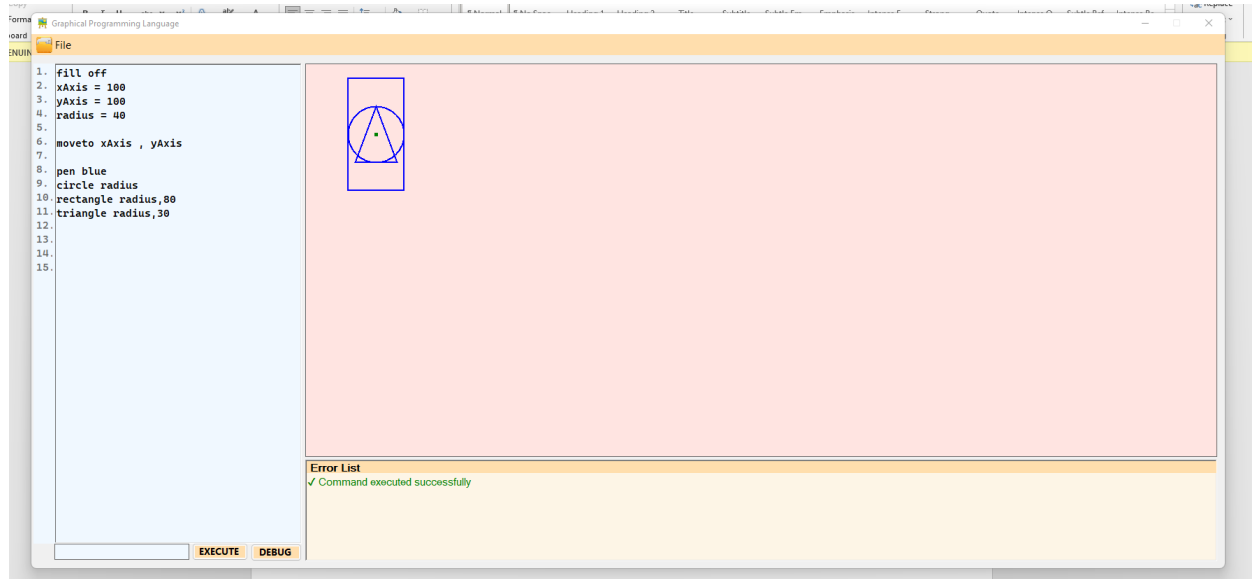 Graphical Programming Language
File
1. fill off
2. xAxis = 100
3. yAxis = 100
4. radius = 40
5.
6. moveto xAxis , yAxis
7.
8. pen blue
9. circle radius
10. rectangle radius,80
11. triangle radius,30
12.
13.
14.
15.
Error List
✓ Command executed successfully
EXECUTE DEBUG